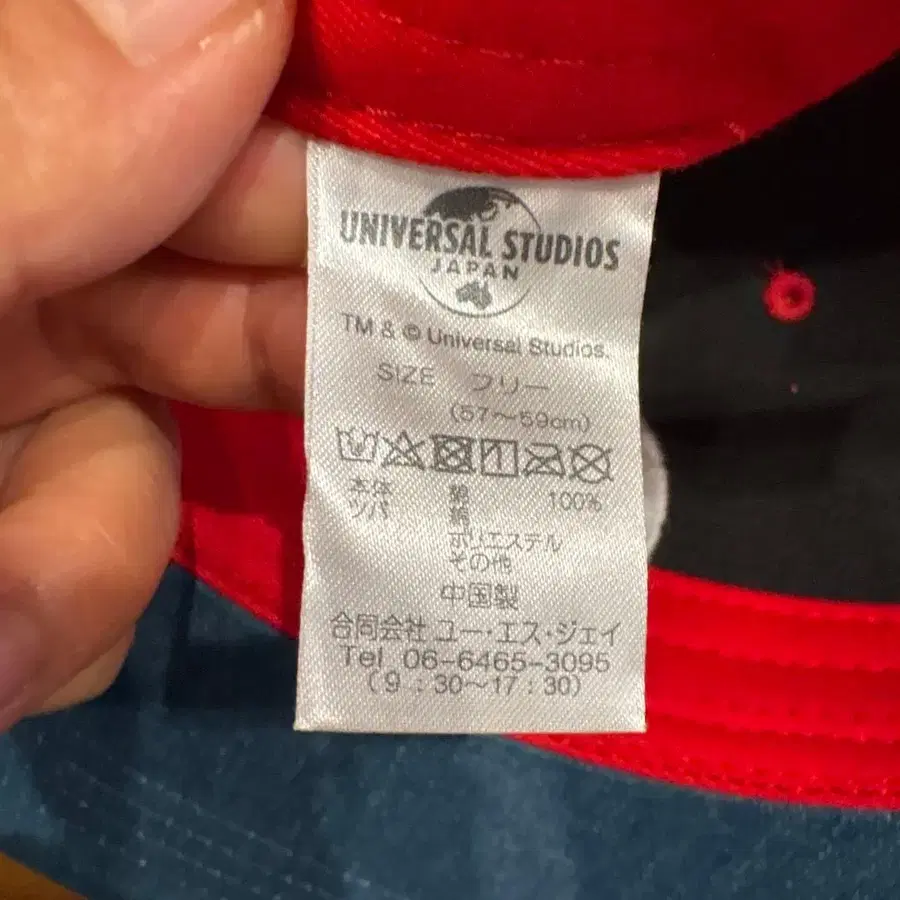 UNIVERSAL STUDIOS
JAPAN
TM & © Universal Studios.
SIZE フリー
(57～59cm)
本体 綿 100%
ツバ 綿
ポリエステル
その他
中国製
合同会社 ユー・エス・ジェイ
Tel 06-6465-3095
(9:30～17:30)